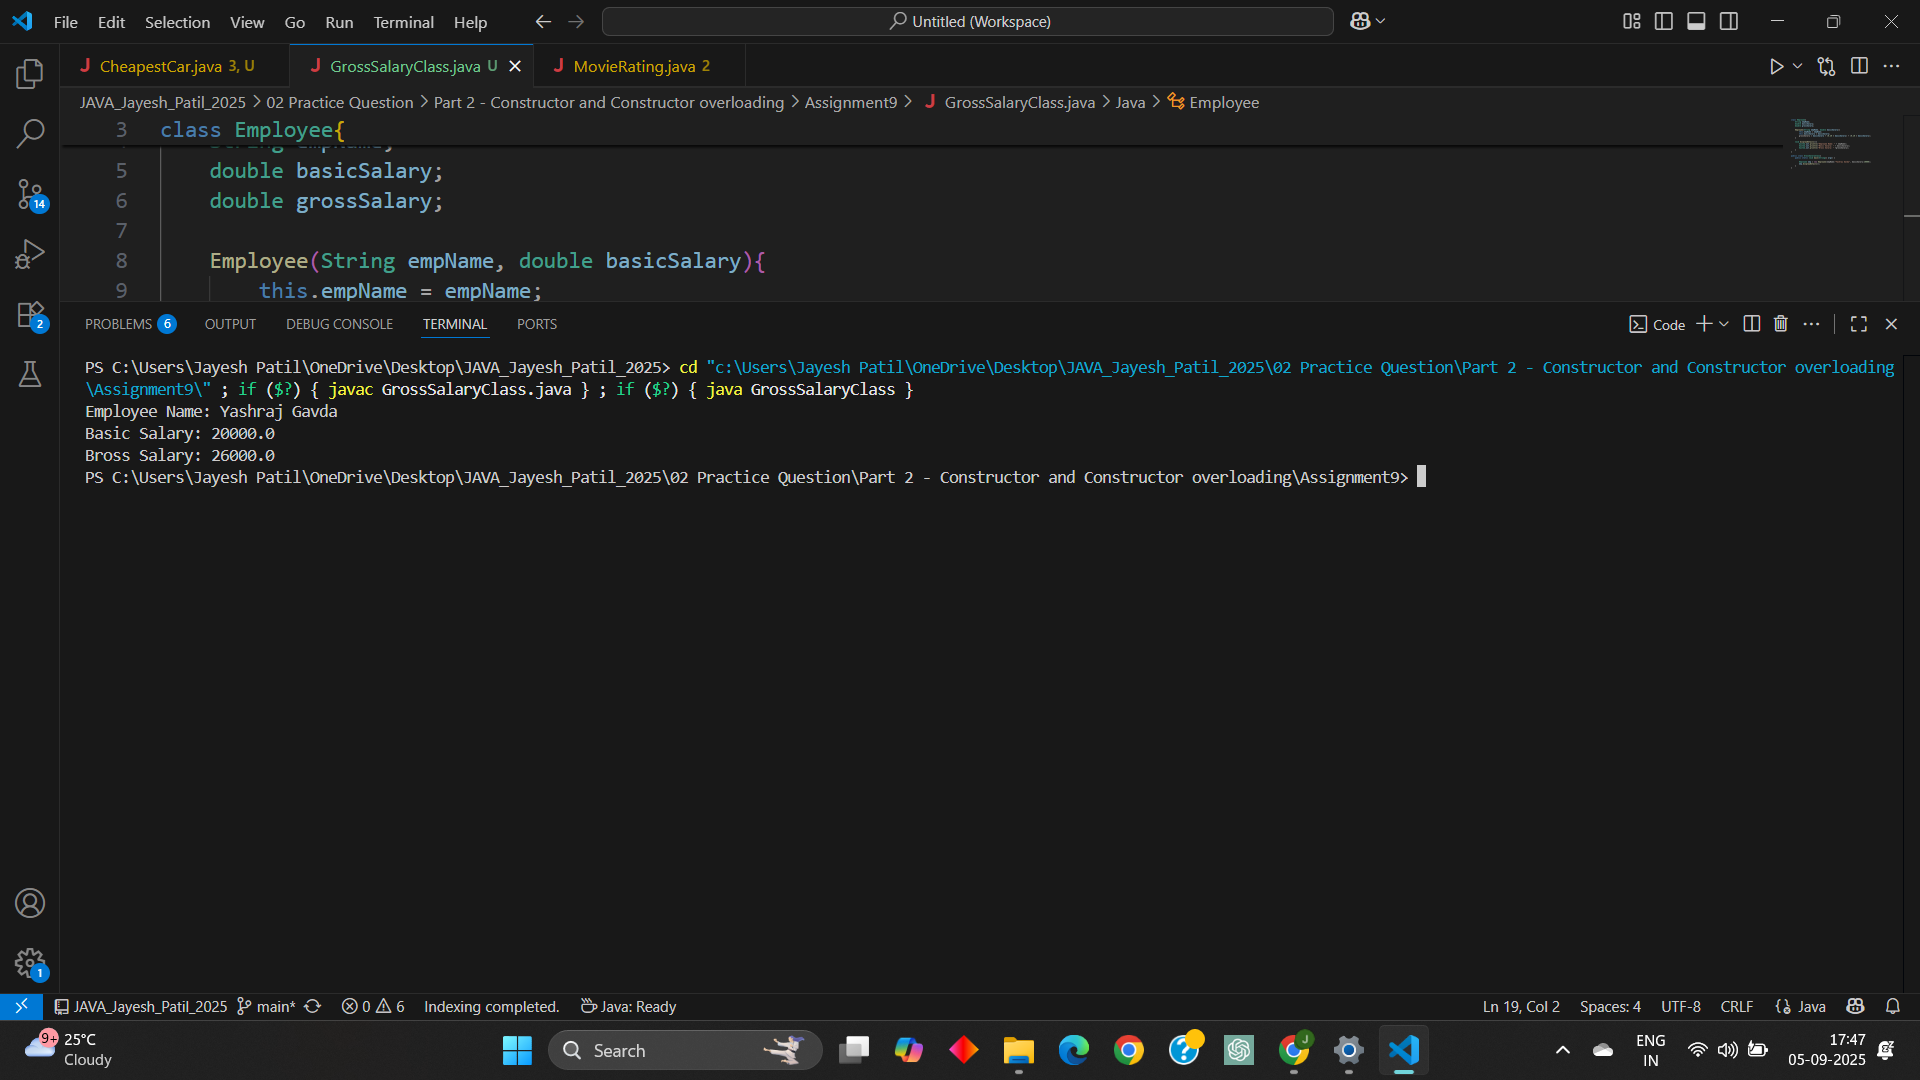 File Edit Selection View Go Run Terminal Help
Untitled (Workspace)
CheapestCar.java 3, U
GrossSalaryClass.java U
MovieRating.java 2
JAVA_Jayesh_Patil_2025 > 02 Practice Question > Part 2 - Constructor and Constructor overloading > Assignment9 > GrossSalaryClass.java > Java > Employee
3 class Employee{
5 double basicSalary;
6 double grossSalary;
7
8 Employee(String empName, double basicSalary){
9 this.empName = empName;
14
2
PROBLEMS 6 OUTPUT DEBUG CONSOLE TERMINAL PORTS
Code
PS C:\Users\Jayesh Patil\OneDrive\Desktop\JAVA_Jayesh_Patil_2025> cd "c:\Users\Jayesh Patil\OneDrive\Desktop\JAVA_Jayesh_Patil_2025\02 Practice Question\Part 2 - Constructor and Constructor overloading
\Assignment9\" ; if ($?) { javac GrossSalaryClass.java } ; if ($?) { java GrossSalaryClass }
Employee Name: Yashraj Gavda
Basic Salary: 20000.0
Bross Salary: 26000.0
PS C:\Users\Jayesh Patil\OneDrive\Desktop\JAVA_Jayesh_Patil_2025\02 Practice Question\Part 2 - Constructor and Constructor overloading\Assignment9>
1
JAVA_Jayesh_Patil_2025 main* 0 6 Indexing completed. Java: Ready
Ln 19, Col 2 Spaces: 4 UTF-8 CRLF Java
9+
25°C
Cloudy
Search
J
ENG
IN
17:47
05-09-2025